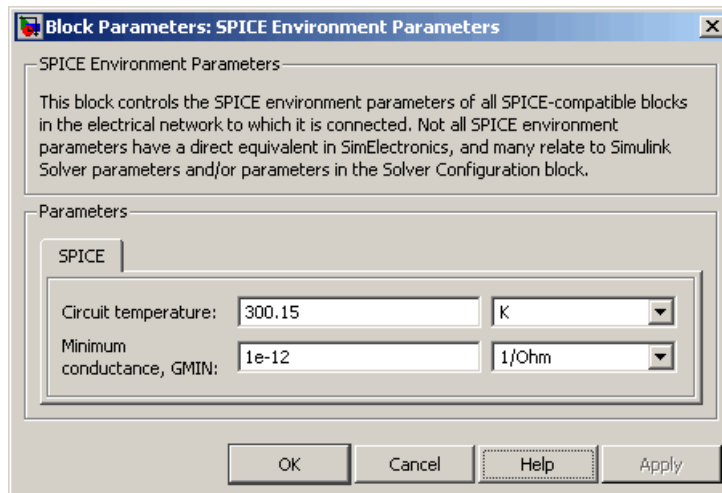 Block Parameters: SPICE Environment Parameters
SPICE Environment Parameters
This block controls the SPICE environment parameters of all SPICE-compatible blocks
in the electrical network to which it is connected. Not all SPICE environment
parameters have a direct equivalent in SimElectronics, and many relate to Simulink
Solver parameters and/or parameters in the Solver Configuration block.
Parameters
SPICE
Circuit temperature: 300.15 K
Minimum
conductance, GMIN: 1e-12 1/Ohm
OK Cancel Help Apply